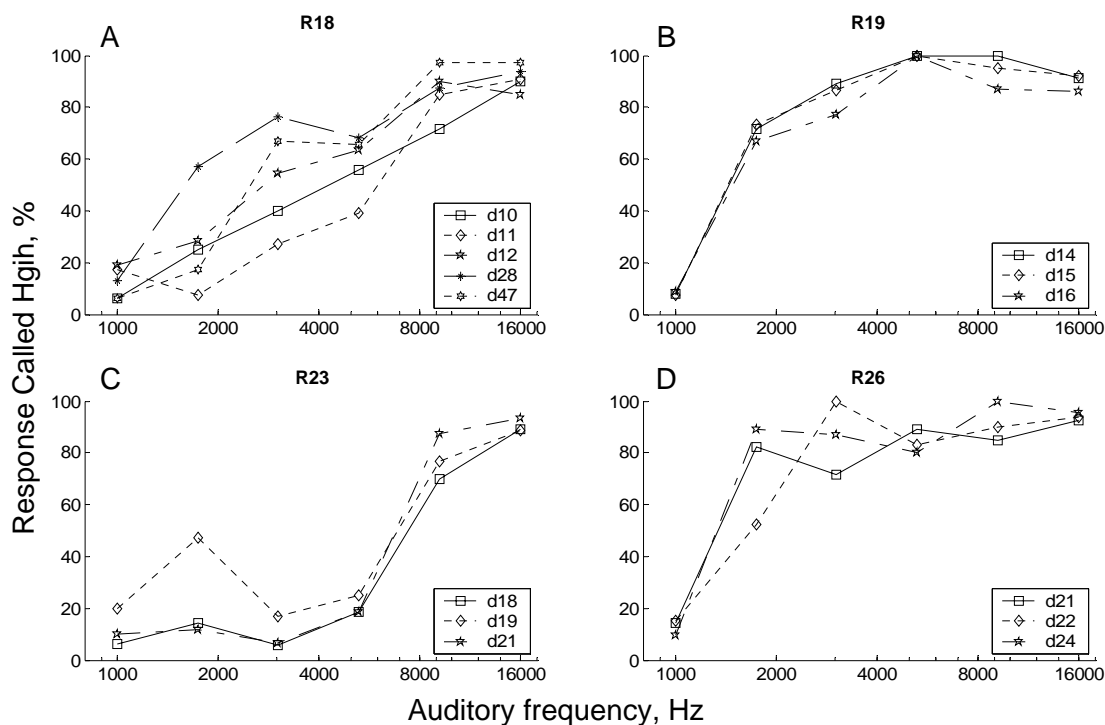 R18
R19
A
B
100
80
60
40
20
0
d10
d11
d12
d28
d47
1000
2000
4000
8000
16000
100
80
60
40
20
0
d14
d15
d16
1000
2000
4000
8000
16000
Response Called Hgih, %
C
R23
D
R26
100
80
60
40
20
0
d18
d19
d21
1000
2000
4000
8000
16000
100
80
60
40
20
0
d21
d22
d24
1000
2000
4000
8000
16000
Auditory frequency, Hz